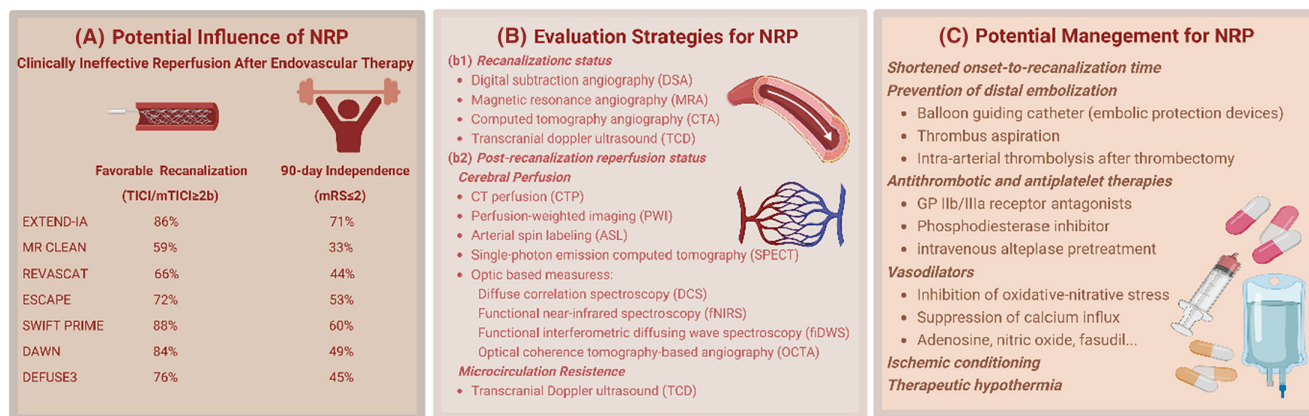 (A) Potential Influence of NRP
Clinically Ineffective Reperfusion After Endovascular Therapy
Favorable Recanalization 90-day Independence
(TICI/mTICI≥2b) (mRS≤2)
EXTEND-IA 86% 71%
MR CLEAN 59% 33%
REVASCAT 66% 44%
ESCAPE 72% 53%
SWIFT PRIME 88% 60%
DAWN 84% 49%
DEFUSE3 76% 45%
(B) Evaluation Strategies for NRP
(b1) Recanalizationc status
• Digital subtraction angiography (DSA)
• Magnetic resonance angiography (MRA)
• Computed tomography angiography (CTA)
• Transcranial doppler ultrasound (TCD)
(b2) Post-recanalization reperfusion status
Cerebral Perfusion
• CT perfusion (CTP)
• Perfusion-weighted imaging (PWI)
• Arterial spin labeling (ASL)
• Single-photon emission computed tomography (SPECT)
• Optic based measuress:
Diffuse correlation spectroscopy (DCS)
Functional near-infrared spectroscopy (fNIRS)
Functional interferometric diffusing wave spectroscopy (fiDWS)
Optical coherence tomography-based angiography (OCTA)
Microcirculation Resistence
• Transcranial Doppler ultrasound (TCD)
(C) Potential Manegement for NRP
Shortened onset-to-recanalization time
Prevention of distal embolization
• Balloon guiding catheter (embolic protection devices)
• Thrombus aspiration
• Intra-arterial thrombolysis after thrombectomy
Antithrombotic and antiplatelet therapies
• GP IIb/IIIa receptor antagonists
• Phosphodiesterase inhibitor
• intravenous alteplase pretreatment
Vasodilators
• Inhibition of oxidative-nitrative stress
• Suppression of calcium influx
• Adenosine, nitric oxide, fasudil...
Ischemic conditioning
Therapeutic hypothermia